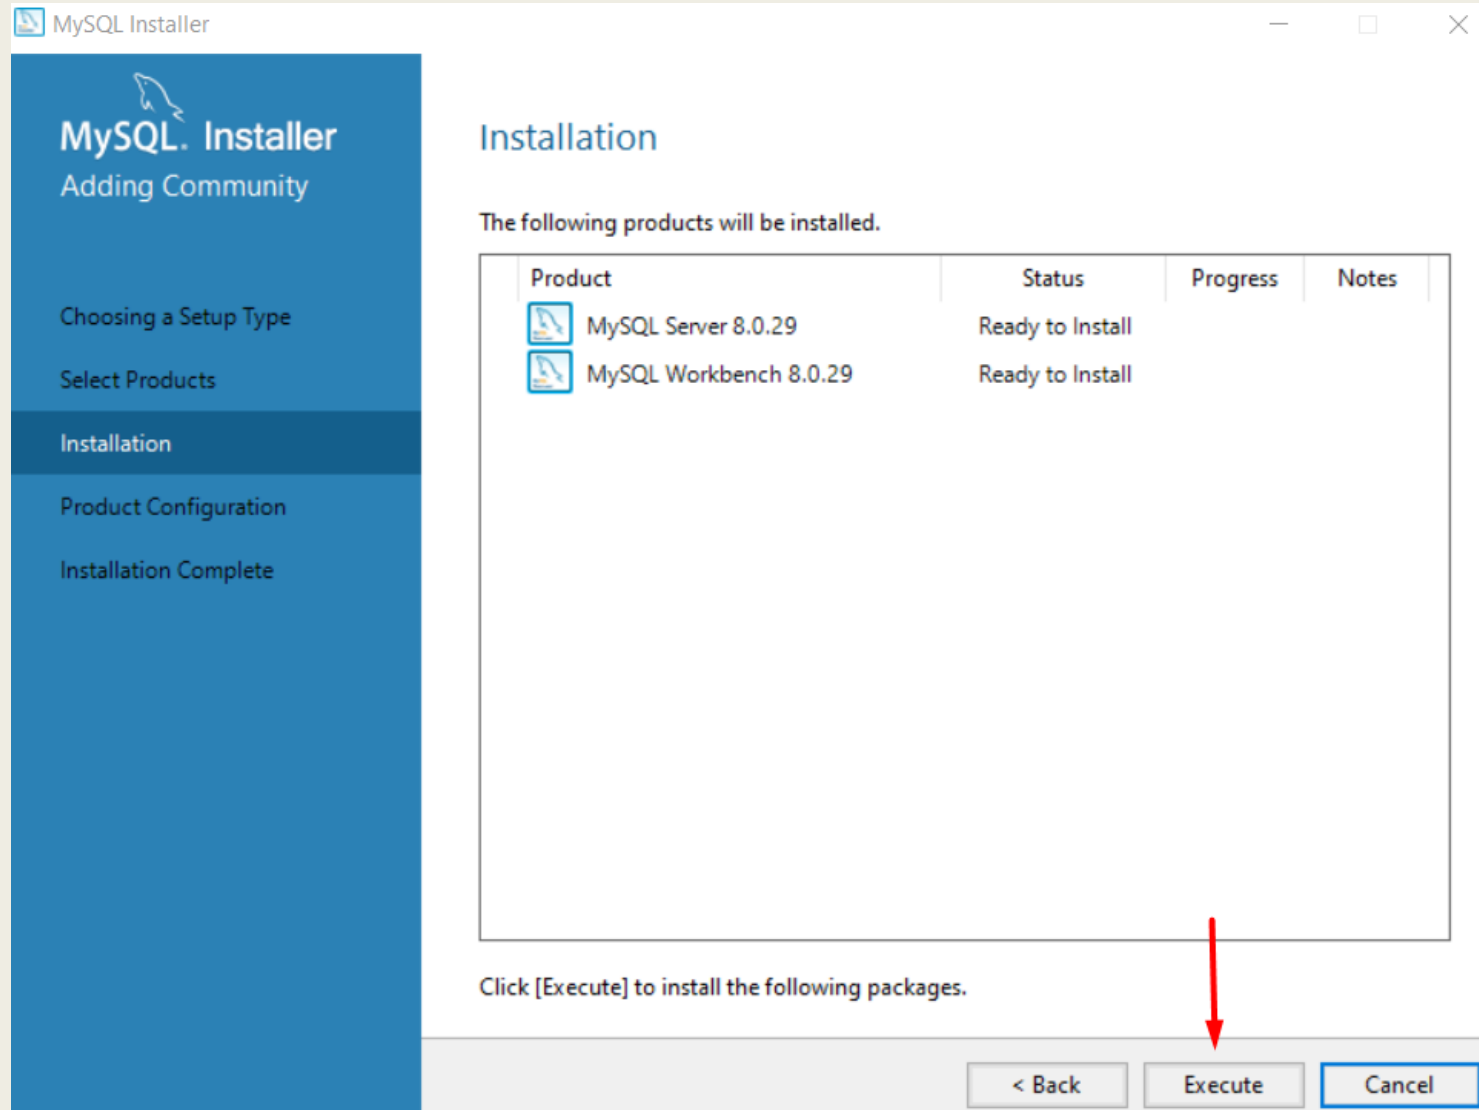 MySQL Installer
MySQL. Installer
Adding Community
Choosing a Setup Type
Select Products
Installation
Product Configuration
Installation Complete
Installation
The following products will be installed.
Product Status Progress Notes
MySQL Server 8.0.29 Ready to Install
MySQL Workbench 8.0.29 Ready to Install
Click [Execute] to install the following packages.
< Back Execute Cancel